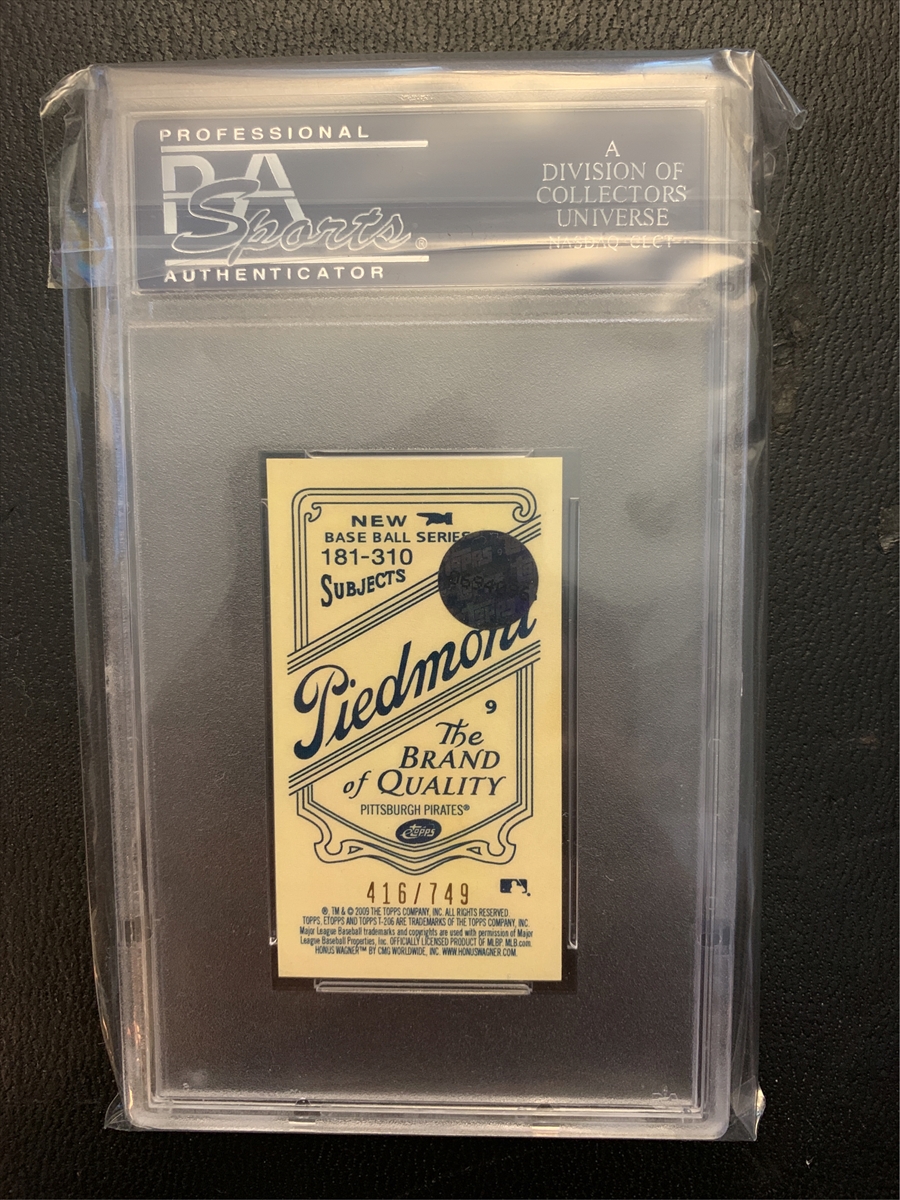 PROFESSIONAL
PSA
Sports®
AUTHENTICATOR
A
DIVISION OF
COLLECTORS
UNIVERSE
NASDAQ CLCT
NEW
BASE BALL SERIES
181-310
SUBJECTS
Piedmont
9
The
BRAND
of QUALITY
PITTSBURGH PIRATES®
etopps
416/749
®, TM & © 2009 THE TOPPS COMPANY, INC. ALL RIGHTS RESERVED.
TOPPS, ETOPPS AND TOPPS T-206 ARE TRADEMARKS OF THE TOPPS COMPANY, INC.
Major League Baseball trademarks and copyrights are used with permission of Major
League Baseball Properties, Inc. OFFICIALLY LICENSED PRODUCT OF MLBP. MLB.com.
HONUS WAGNER™ BY CMG WORLDWIDE, INC. WWW.HONUSWAGNER.COM.